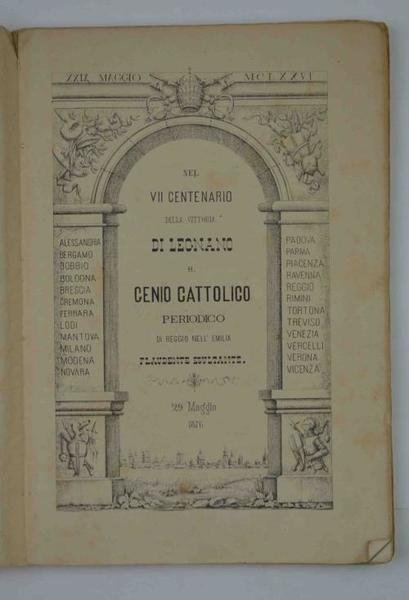 XXIX MAGGIO MCLXXVI
NEL
VII CENTENARIO
DELLA VITTORIA
DI LEGNANO
IL
GENIO CATTOLICO
PERIODICO
DI REGGIO NELL' EMILIA
PLAUDENTE ESULTANTE.
29 Maggio
1876
ALESSANDRIA
BERGAMO
BOBBIO
BOLOGNA
BRESCIA
CREMONA
FERRARA
LODI
MANTOVA
MILANO
MODENA
NOVARA
PADOVA
PARMA
PIACENZA
RAVENNA
REGGIO
RIMINI
TORTONA
TREVISO
VENEZIA
VERCELLI
VERONA
VICENZA